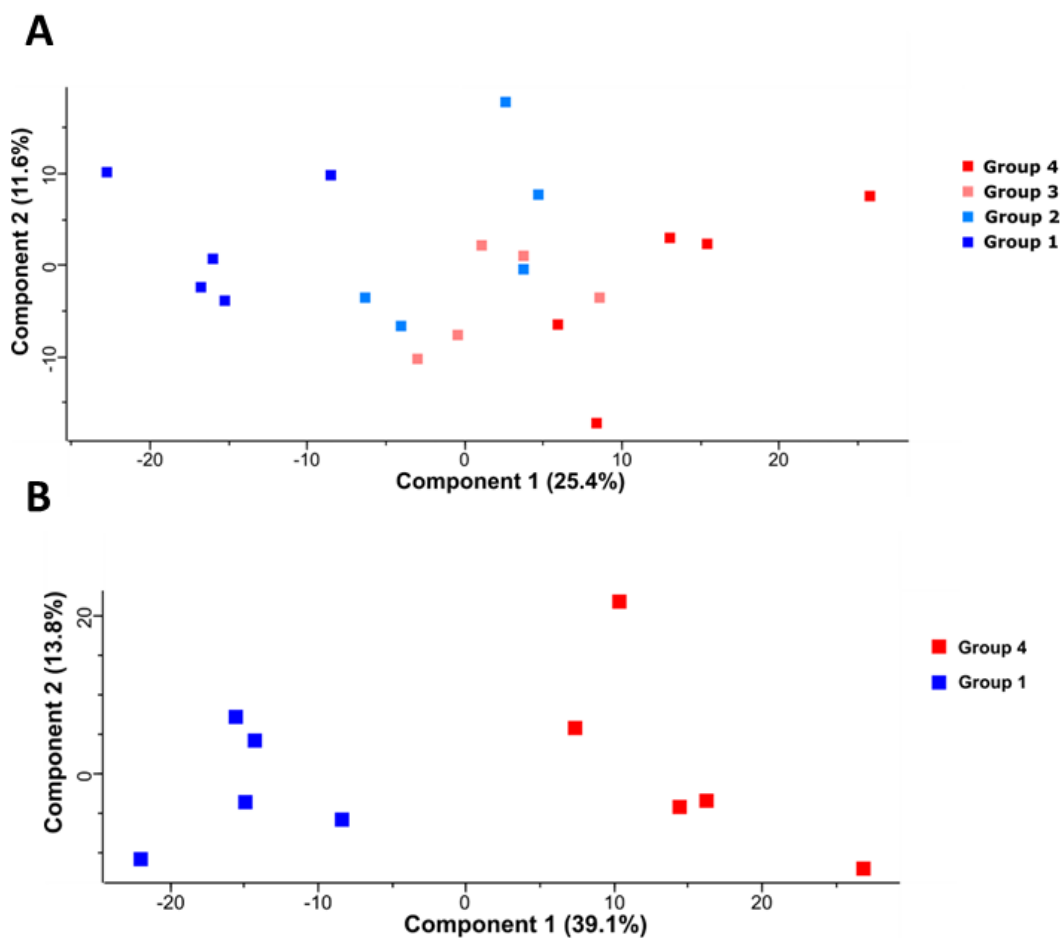 A
Component 2 (11.6%)
10
0
-10
-20
-10
0
10
20
Component 1 (25.4%)
Group 4
Group 3
Group 2
Group 1
B
Component 2 (13.8%)
20
0
-20
-10
0
10
20
Component 1 (39.1%)
Group 4
Group 1